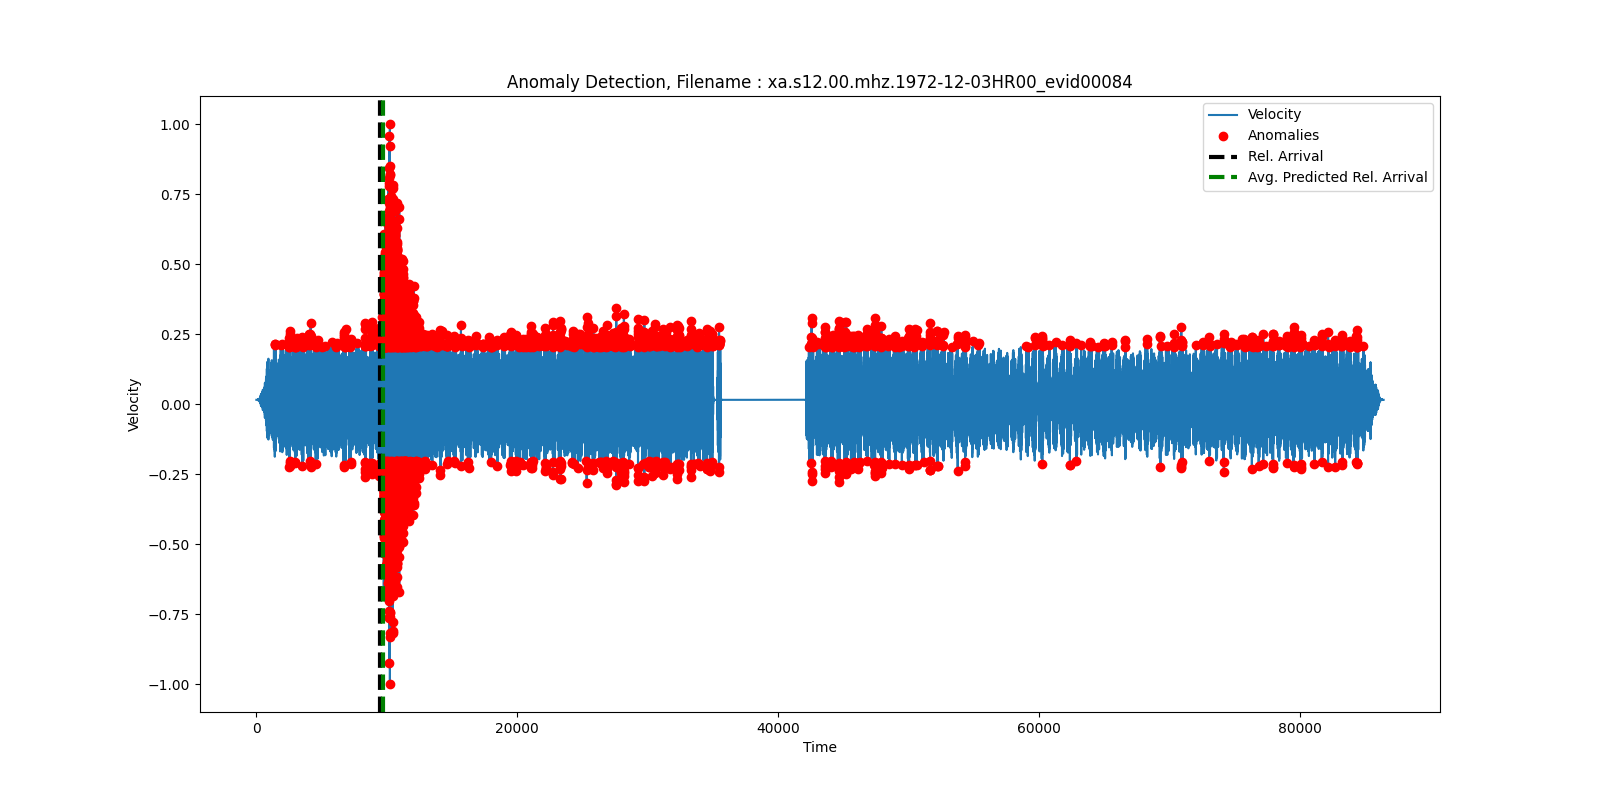 Anomaly Detection, Filename : xa.s12.00.mhz.1972-12-03HR00_evid00084
Velocity
Anomalies
Rel. Arrival
Avg. Predicted Rel. Arrival
1.00
0.75
0.50
0.25
0.00
−0.25
−0.50
−0.75
−1.00
Velocity
0
20000
40000
60000
80000
Time